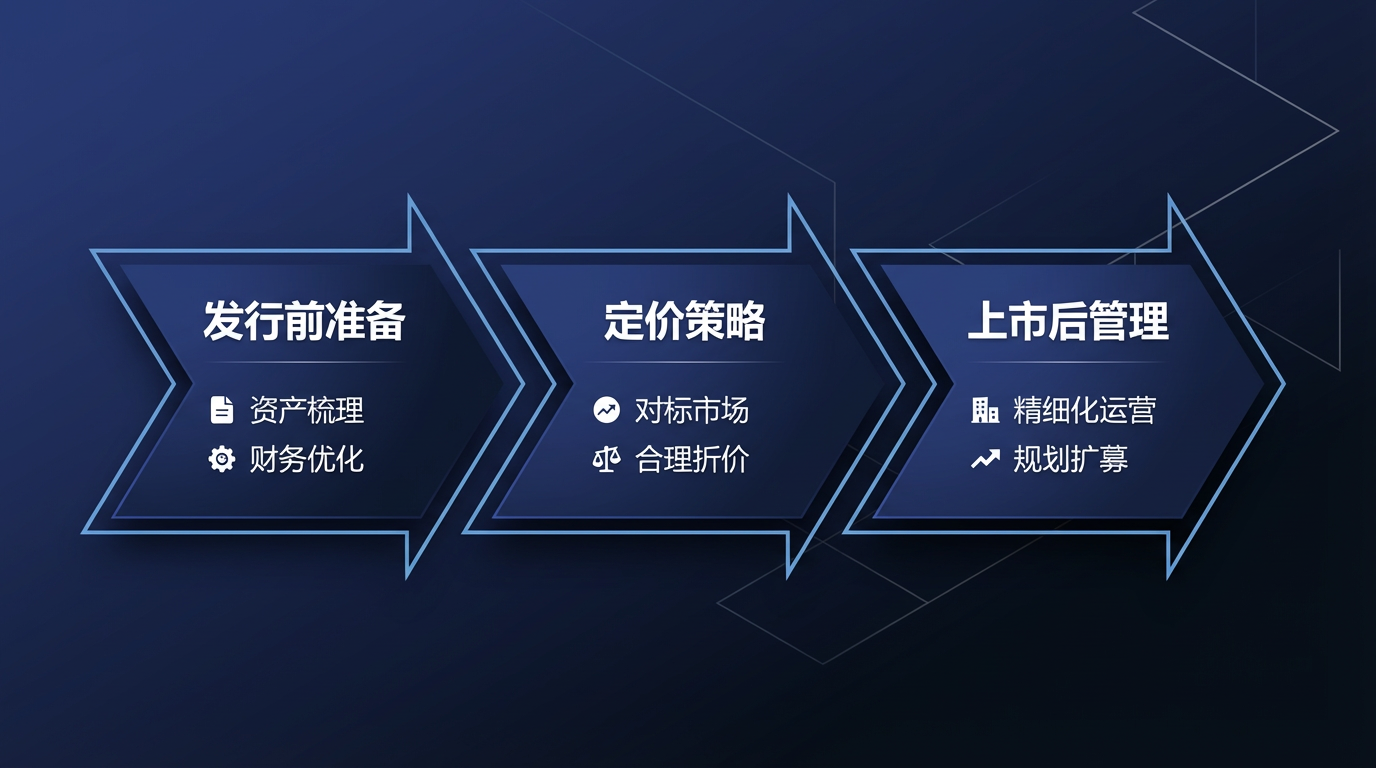 发行前准备
资产梳理
财务优化
定价策略
对标市场
合理折价
上市后管理
精细化运营
规划扩募